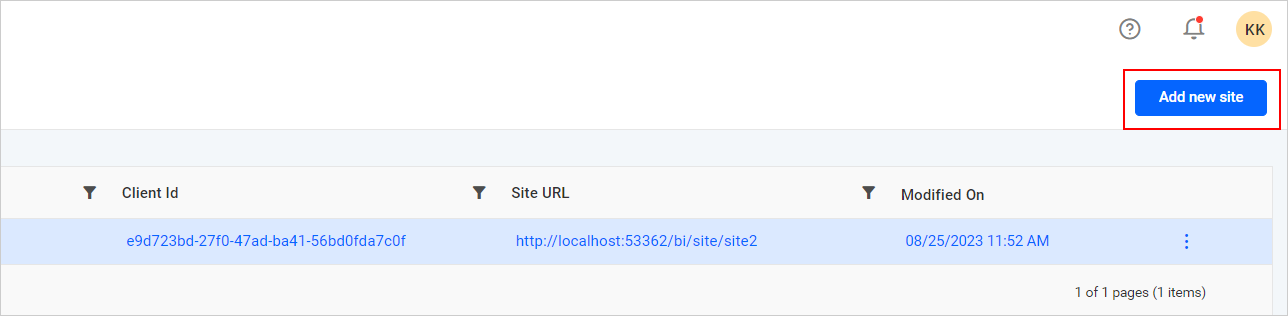 KK
Add new site
Client Id Site URL Modified On
e9d723bd-27f0-47ad-ba41-56bd0fda7c0f http://localhost:53362/bi/site/site2 08/25/2023 11:52 AM
1 of 1 pages (1 items)